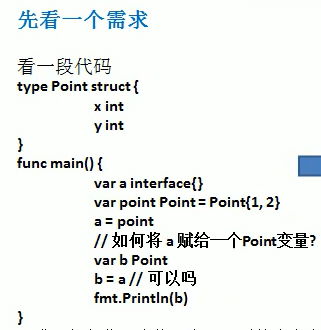 先看一个需求
看一段代码
type Point struct {
x int
y int
}
func main() {
var a interface{}
var point Point = Point{1, 2}
a = point
// 如何将 a 赋给一个Point变量?
var b Point
b = a // 可以吗
fmt.Println(b)
}